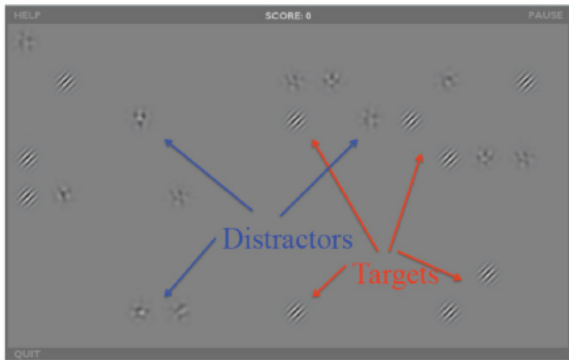 HELP
SCORE: 0
PAUSE
Distractors
Targets
QUIT